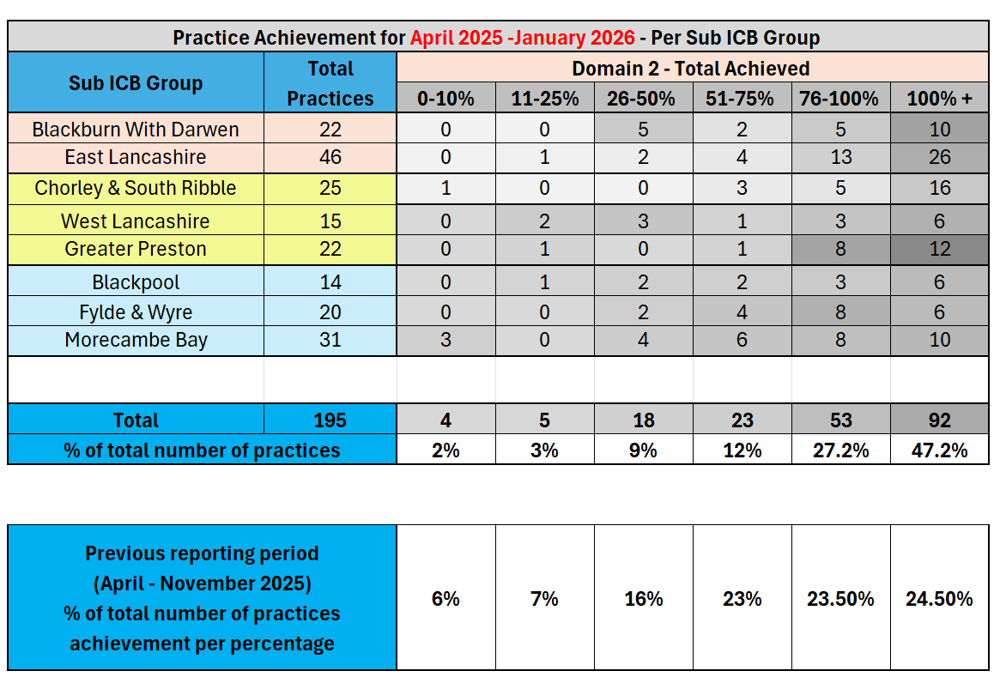 Practice Achievement for April 2025 -January 2026 - Per Sub ICB Group
Sub ICB Group Total Practices Domain 2 - Total Achieved
0-10% 11-25% 26-50% 51-75% 76-100% 100% +
Blackburn With Darwen 22 0 0 5 2 5 10
East Lancashire 46 0 1 2 4 13 26
Chorley & South Ribble 25 1 0 0 3 5 16
West Lancashire 15 0 2 3 1 3 6
Greater Preston 22 0 1 0 1 8 12
Blackpool 14 0 1 2 2 3 6
Fylde & Wyre 20 0 0 2 4 8 6
Morecambe Bay 31 3 0 4 6 8 10
Total 195 4 5 18 23 53 92
% of total number of practices 2% 3% 9% 12% 27.2% 47.2%
Previous reporting period
(April - November 2025)
% of total number of practices
achievement per percentage
6% 7% 16% 23% 23.50% 24.50%